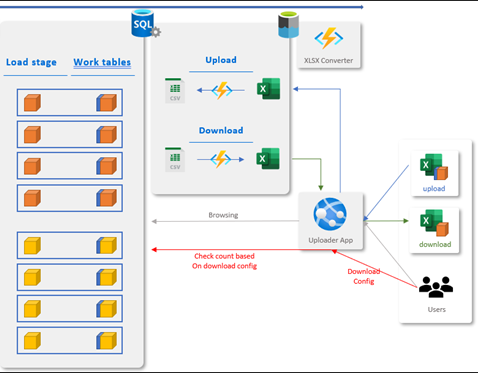 SQL
XLSX Converter
Load stage
Work tables
Upload
CSV
X
Download
CSV
X
Uploader App
Browsing
Check count based
On download config
Download
Config
X
upload
X
download
Users